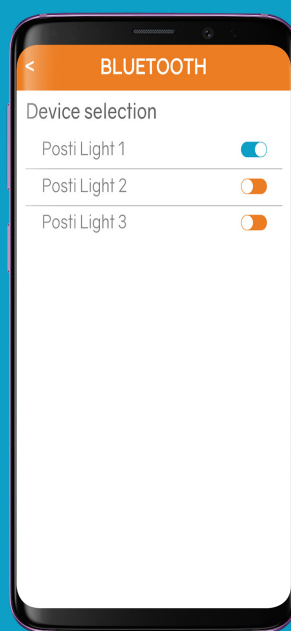 <
BLUETOOTH
Device selection
Posti Light 1
Posti Light 2
Posti Light 3